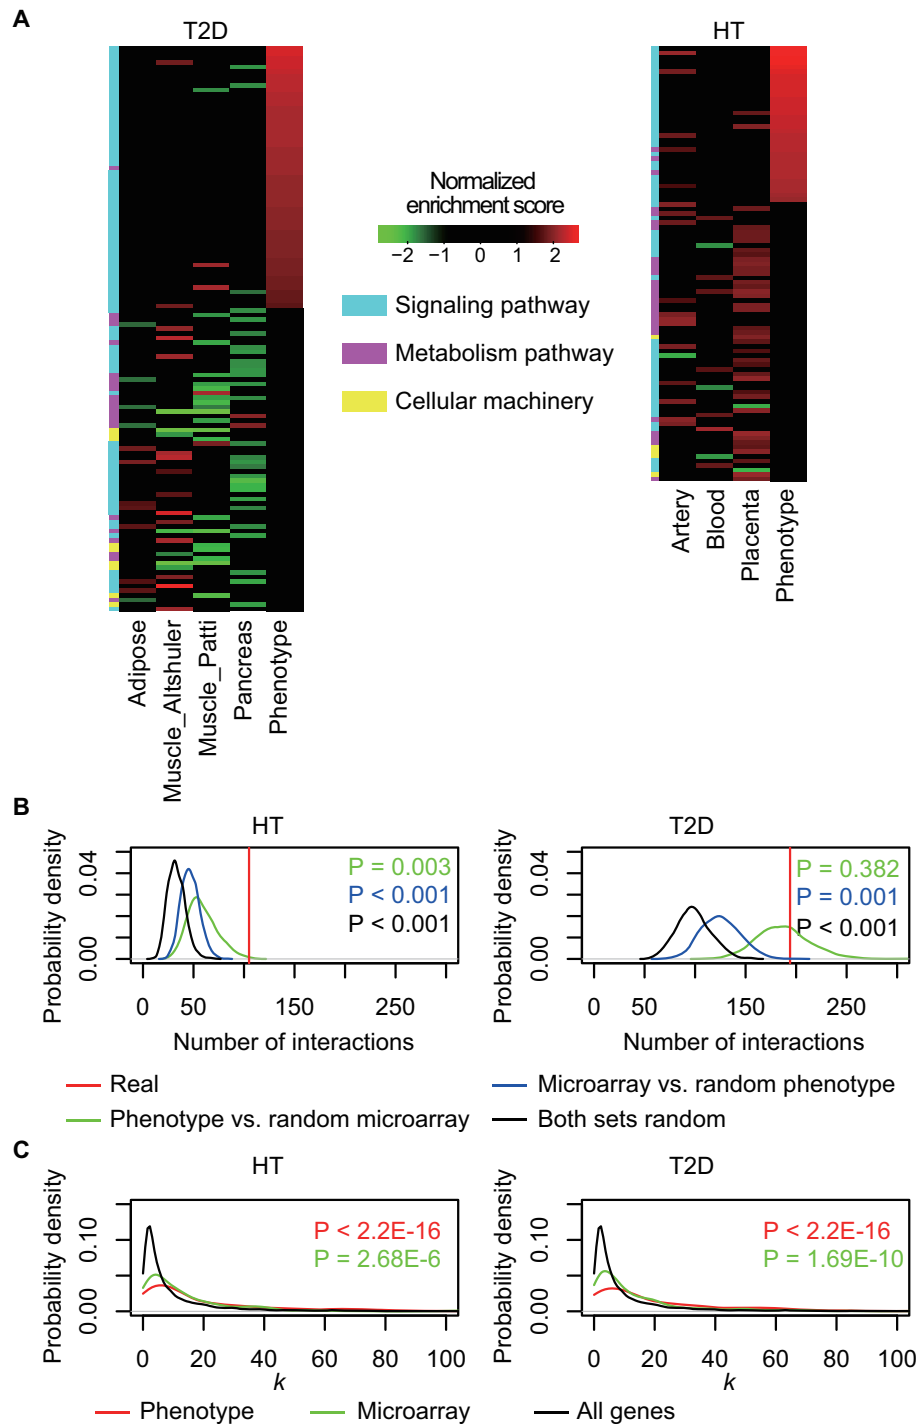 A
T2D
HT
Normalized
enrichment score
−2 −1 0 1 2
Signaling pathway
Metabolism pathway
Cellular machinery
Adipose
Muscle_Altshuler
Muscle_Patti
Pancreas
Phenotype
Artery
Blood
Placenta
Phenotype
B
HT
T2D
Probability density
0.04
0.00
P = 0.003
P < 0.001
P < 0.001
0 50 150 250
Number of interactions
Probability density
0.04
0.00
P = 0.382
P = 0.001
P < 0.001
0 50 150 250
Number of interactions
Real
Microarray vs. random phenotype
Phenotype vs. random microarray
Both sets random
C
HT
T2D
Probability density
0.10
0.00
P < 2.2E-16
P = 2.68E-6
0 20 40 60 80 100
k
Probability density
0.10
0.00
P < 2.2E-16
P = 1.69E-10
0 20 40 60 80 100
k
Phenotype
Microarray
All genes